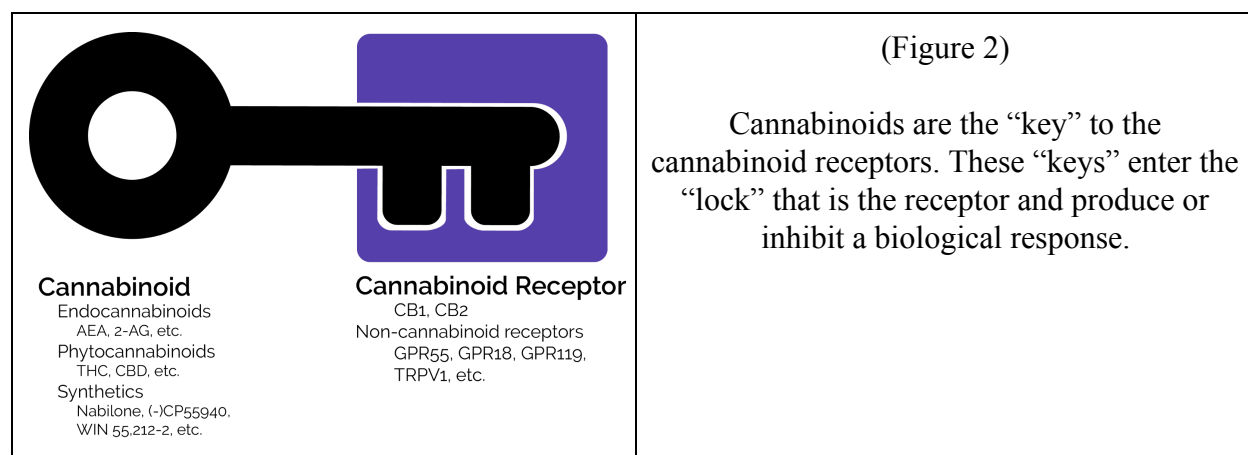 Cannabinoid
Endocannabinoids
AEA, 2-AG, etc.
Phytocannabinoids
THC, CBD, etc.
Synthetics
Nabilone, (-)CP55940,
WIN 55,212-2, etc.
Cannabinoid Receptor
CB1, CB2
Non-cannabinoid receptors
GPR55, GPR18, GPR119,
TRPV1, etc.
(Figure 2)
Cannabinoids are the “key” to the
cannabinoid receptors. These “keys” enter the
“lock” that is the receptor and produce or
inhibit a biological response.